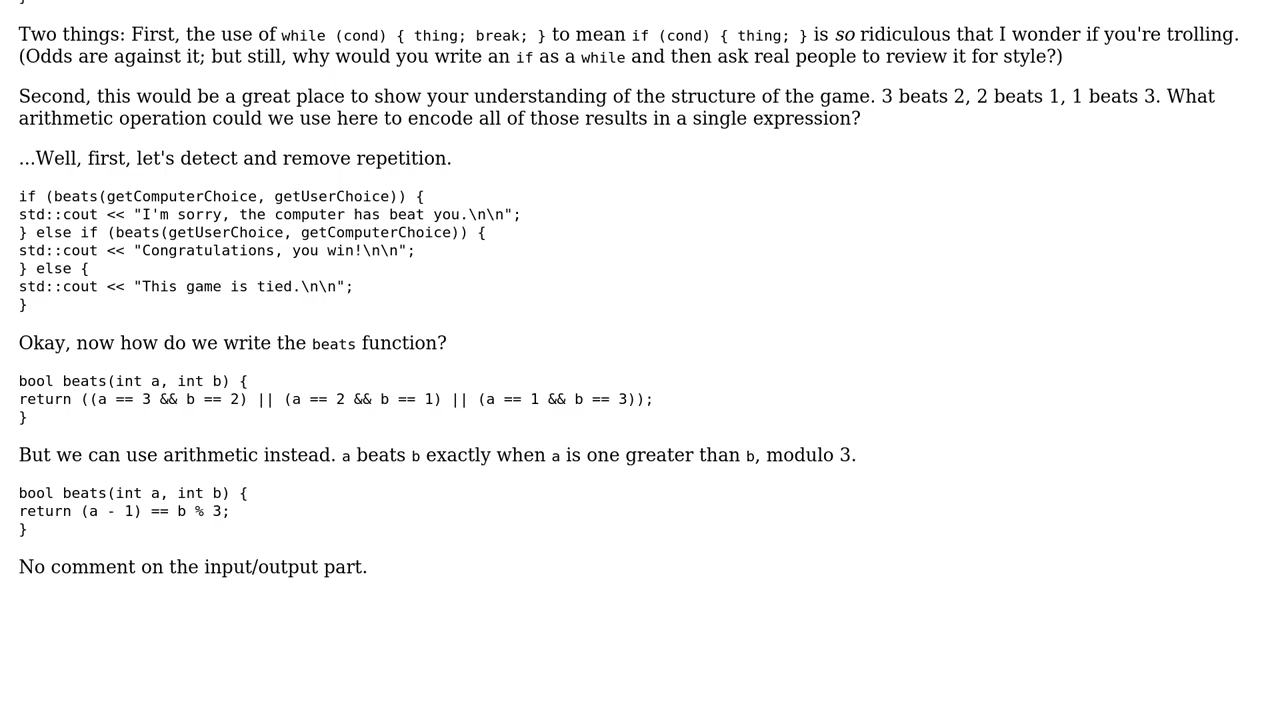 Two things: First, the use of while (cond) { thing; break; } to mean if (cond) { thing; } is so ridiculous that I wonder if you're trolling.
(Odds are against it; but still, why would you write an if as a while and then ask real people to review it for style?)
Second, this would be a great place to show your understanding of the structure of the game. 3 beats 2, 2 beats 1, 1 beats 3. What
arithmetic operation could we use here to encode all of those results in a single expression?
...Well, first, let's detect and remove repetition.
if (beats(getComputerChoice, getUserChoice)) {
std::cout << "I'm sorry, the computer has beat you.\n\n";
} else if (beats(getUserChoice, getComputerChoice)) {
std::cout << "Congratulations, you win!\n\n";
} else {
std::cout << "This game is tied.\n\n";
}
Okay, now how do we write the beats function?
bool beats(int a, int b) {
return ((a == 3 && b == 2) || (a == 2 && b == 1) || (a == 1 && b == 3));
}
But we can use arithmetic instead. a beats b exactly when a is one greater than b, modulo 3.
bool beats(int a, int b) {
return (a - 1) == b % 3;
}
No comment on the input/output part.